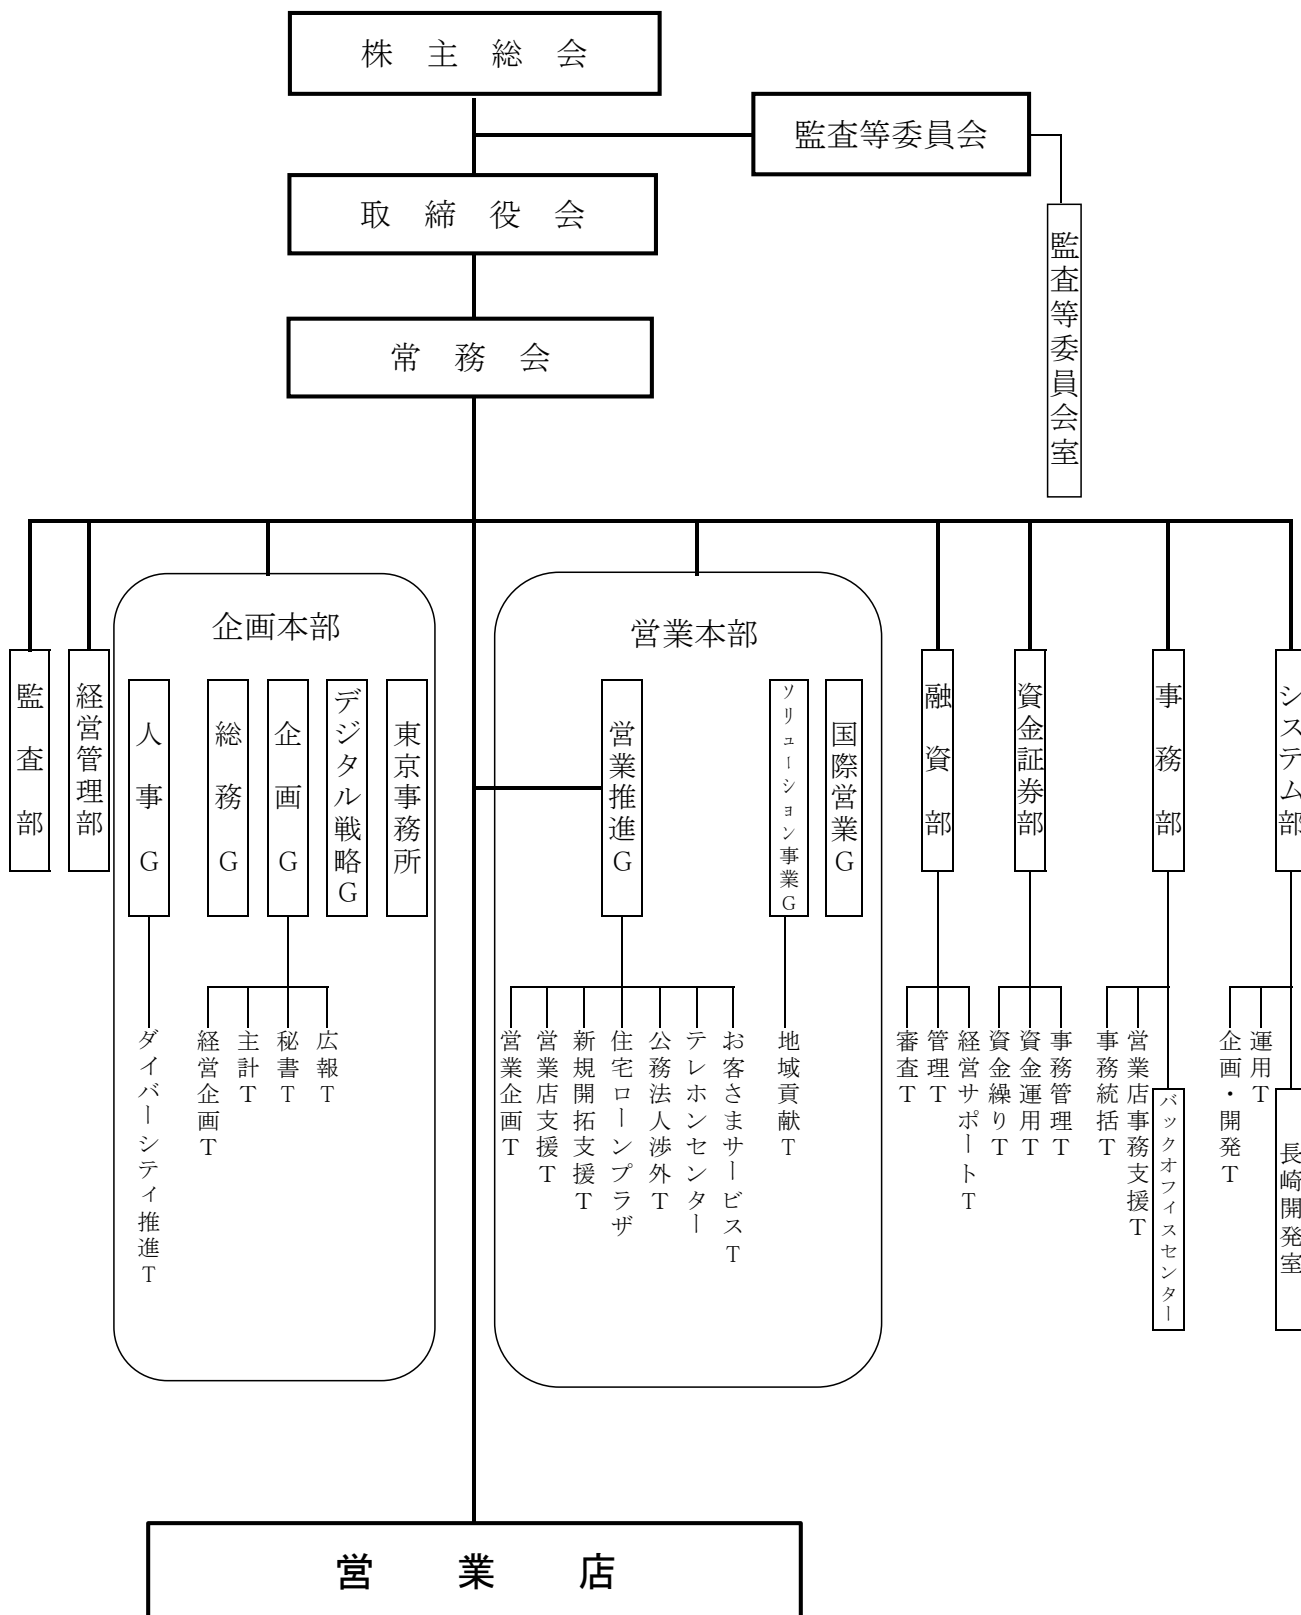 株主総会
監査等委員会
取締役会
監査等委員会室
常務会
企画本部
営業本部
監査部
経営管理部
人事G
総務G
企画G
デジタル戦略G
東京事務所
営業推進G
ソリューション事業G
国際営業G
融資部
資金証券部
事務部
システム部
ダイバーシティ推進T
経営企画T
主計T
秘書T
広報T
営業企画T
営業店支援T
新規開拓支援T
住宅ローンプラザ
公務法人渉外T
テレホンセンター
お客さまサービスT
地域貢献T
審査T
管理T
経営サポートT
資金繰りT
資金運用T
事務管理T
事務統括T
営業店事務支援T
バックオフィスセンター
企画・開発T
運用T
長崎開発室
営業店